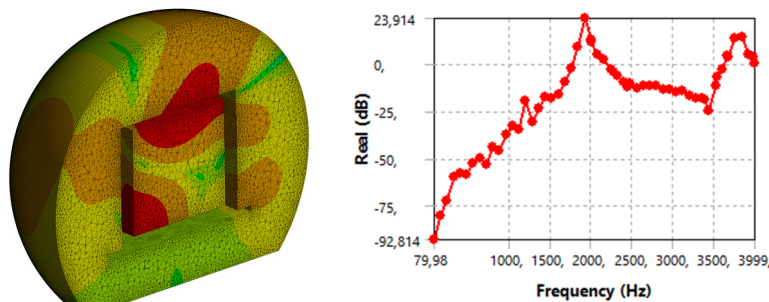 23,914
0,
-25,
-50,
-75,
-92,814
Real (dB)
79,98 1000, 1500, 2000, 2500, 3000, 3500, 3999,
Frequency (Hz)